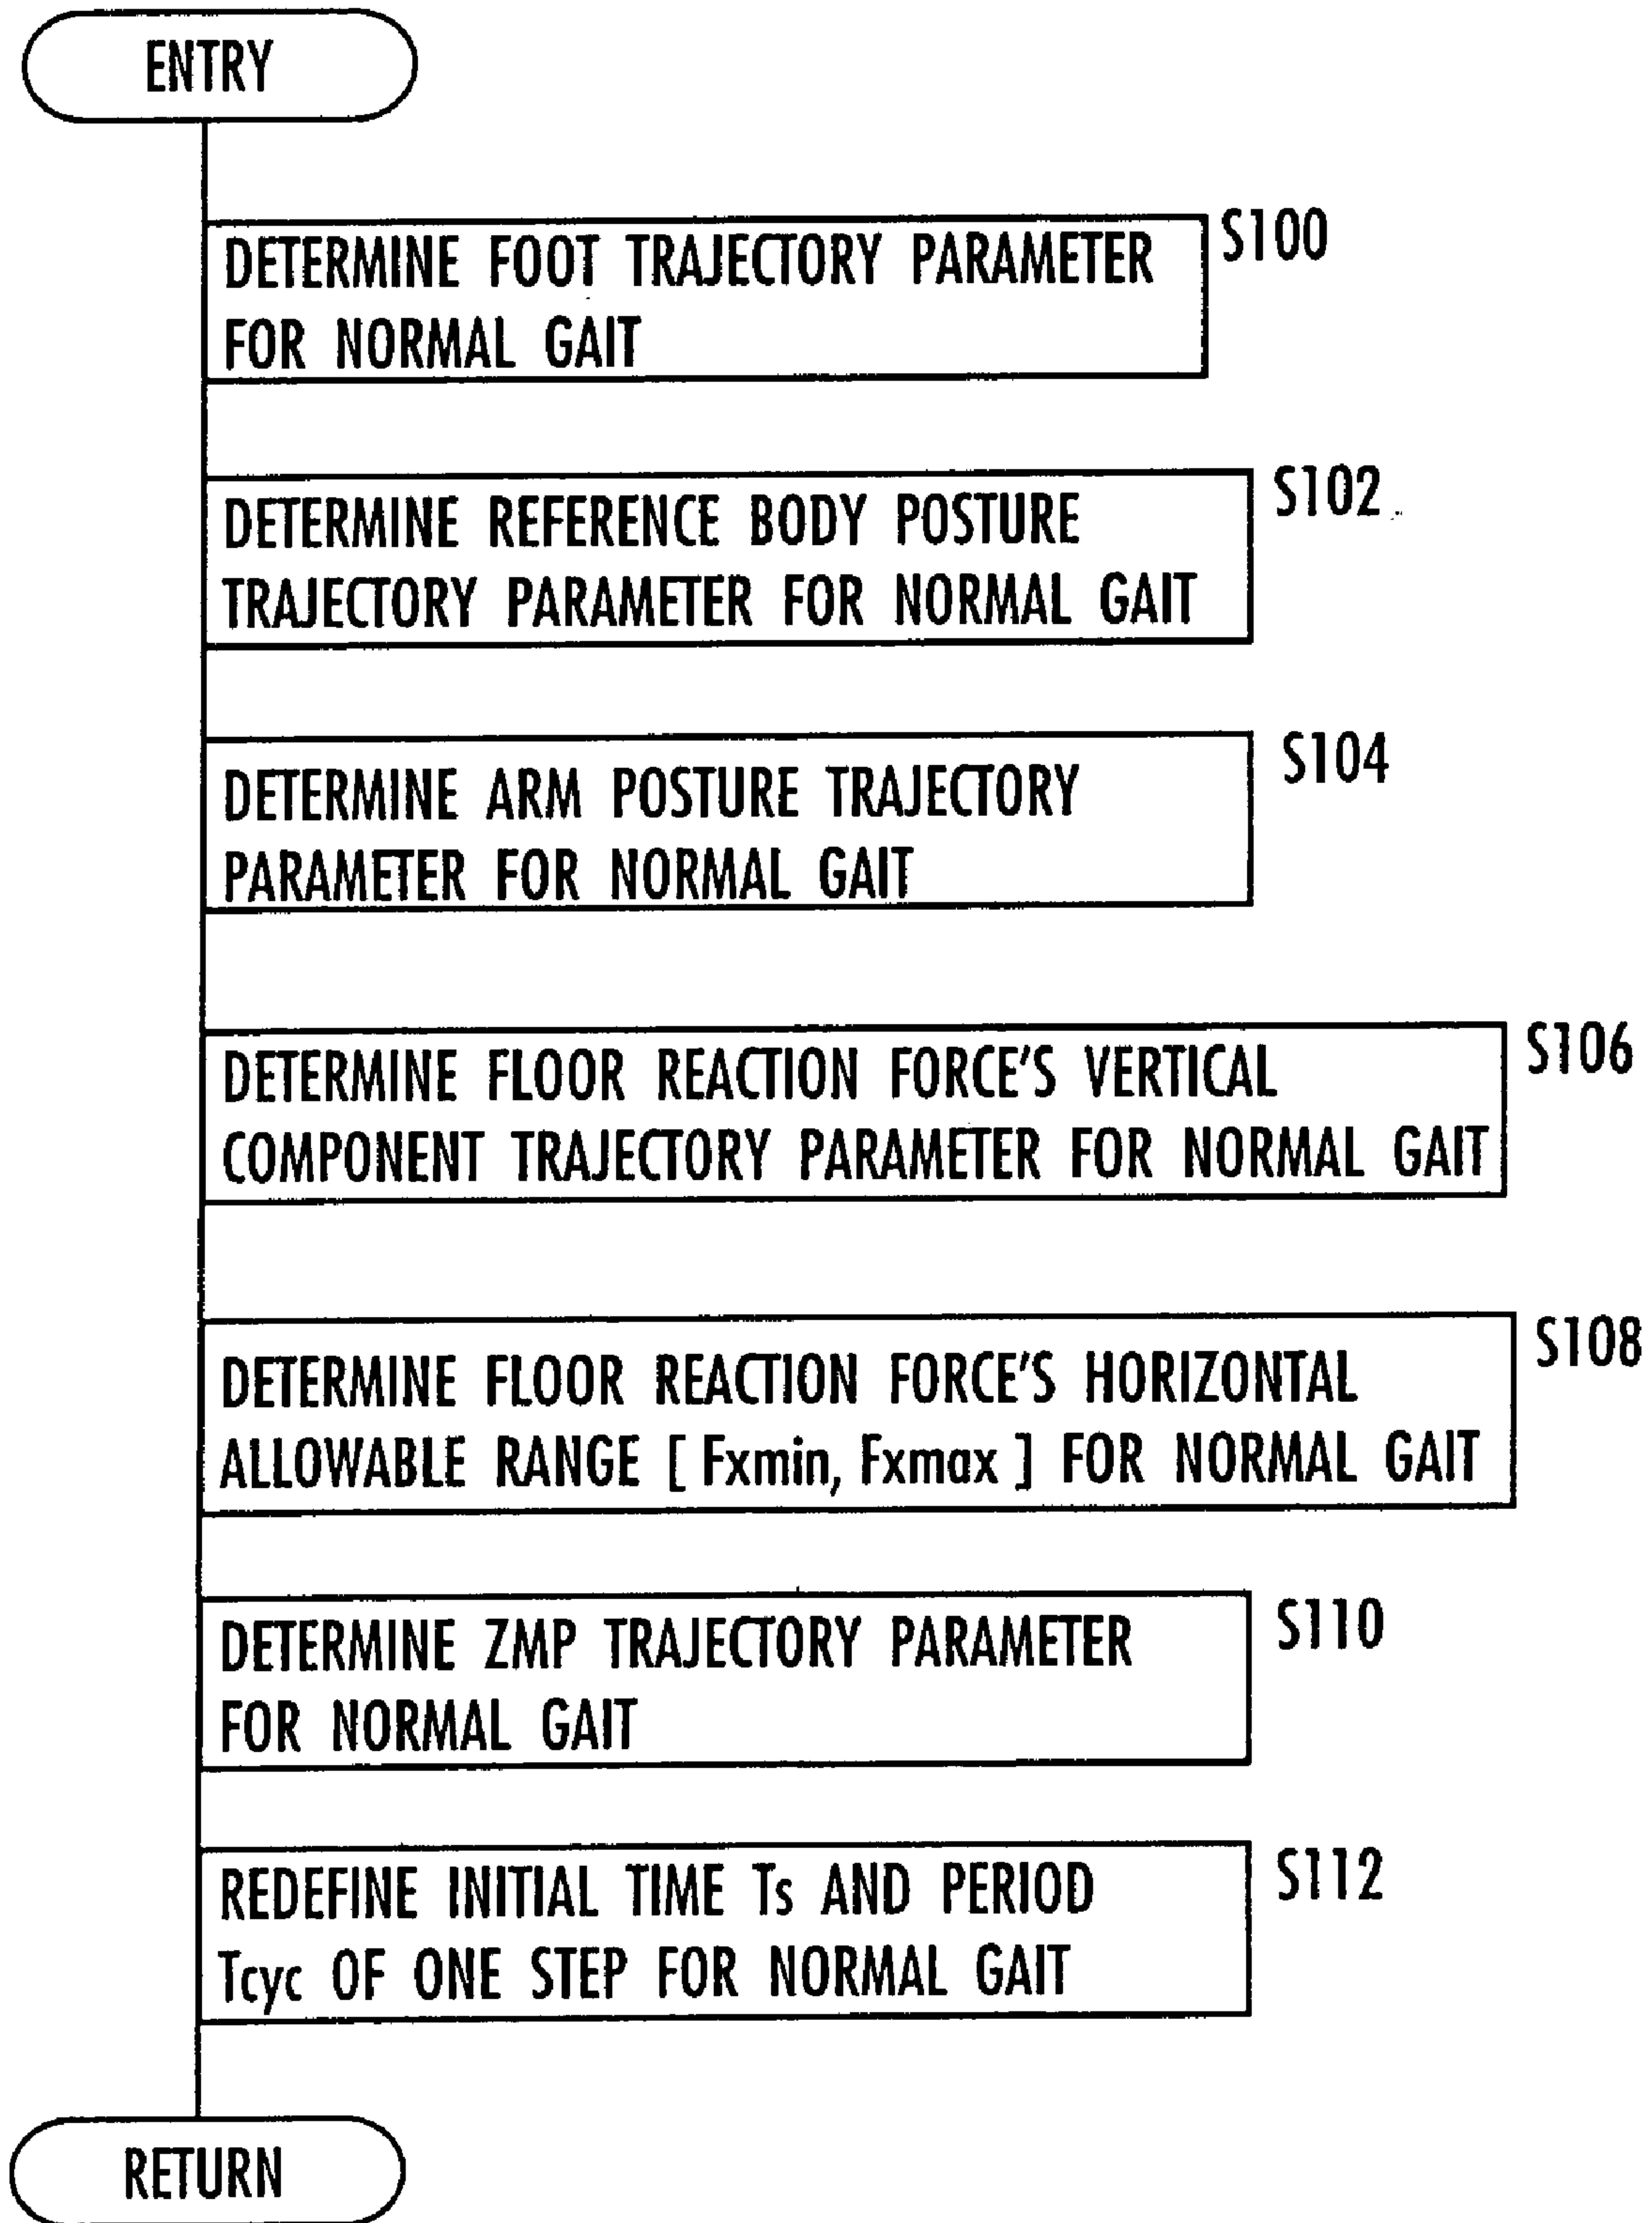 ENTRY
S100
DETERMINE FOOT TRAJECTORY PARAMETER
FOR NORMAL GAIT
S102
DETERMINE REFERENCE BODY POSTURE
TRAJECTORY PARAMETER FOR NORMAL GAIT
S104
DETERMINE ARM POSTURE TRAJECTORY
PARAMETER FOR NORMAL GAIT
S106
DETERMINE FLOOR REACTION FORCE'S VERTICAL
COMPONENT TRAJECTORY PARAMETER FOR NORMAL GAIT
S108
DETERMINE FLOOR REACTION FORCE'S HORIZONTAL
ALLOWABLE RANGE [ Fxmin, Fxmax ] FOR NORMAL GAIT
S110
DETERMINE ZMP TRAJECTORY PARAMETER
FOR NORMAL GAIT
S112
REDEFINE INITIAL TIME Ts AND PERIOD
Tcyc OF ONE STEP FOR NORMAL GAIT
RETURN